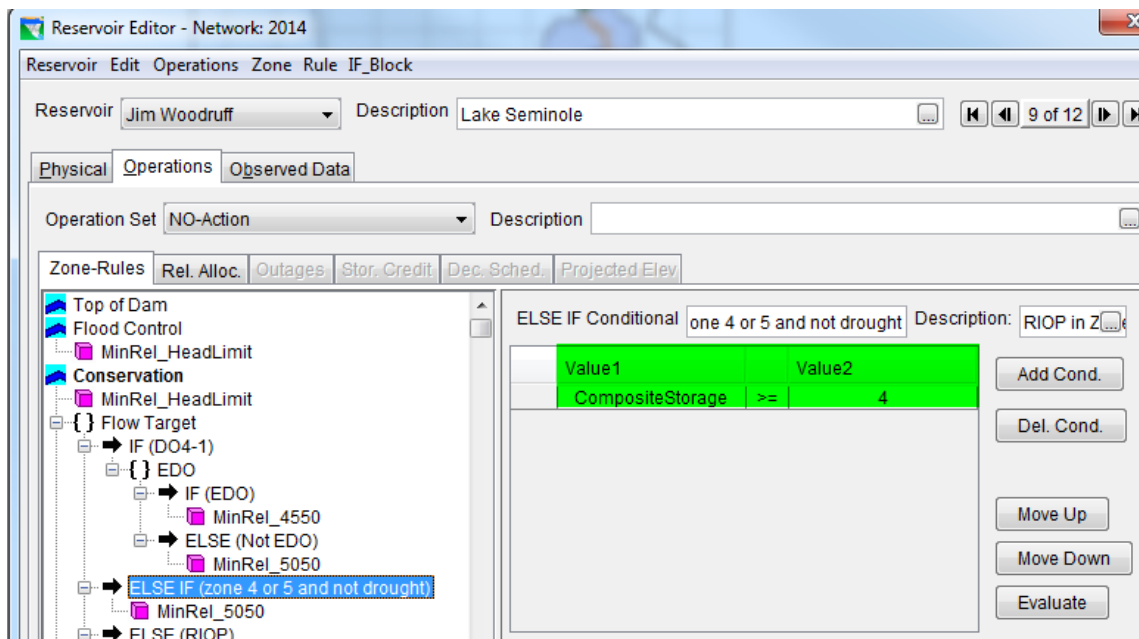 Reservoir Editor - Network: 2014
Reservoir Edit Operations Zone Rule IF_Block
Reservoir Jim Woodruff Description Lake Seminole ... 9 of 12
Physical Operations Observed Data
Operation Set NO-Action Description ...
Zone-Rules Rel. Alloc. Outages Stor. Credit Dec. Sched. Projected Elev
Top of Dam
Flood Control
MinRel_HeadLimit
Conservation
MinRel_HeadLimit
{ } Flow Target
IF (DO4-1)
{ } EDO
IF (EDO)
MinRel_4550
ELSE (Not EDO)
MinRel_5050
ELSE IF (zone 4 or 5 and not drought)
MinRel_5050
ELSE (RIOP)
ELSE IF Conditional one 4 or 5 and not drought Description: RIOP in Z ...
Value1 Value2
CompositeStorage >= 4
Add Cond.
Del. Cond.
Move Up
Move Down
Evaluate